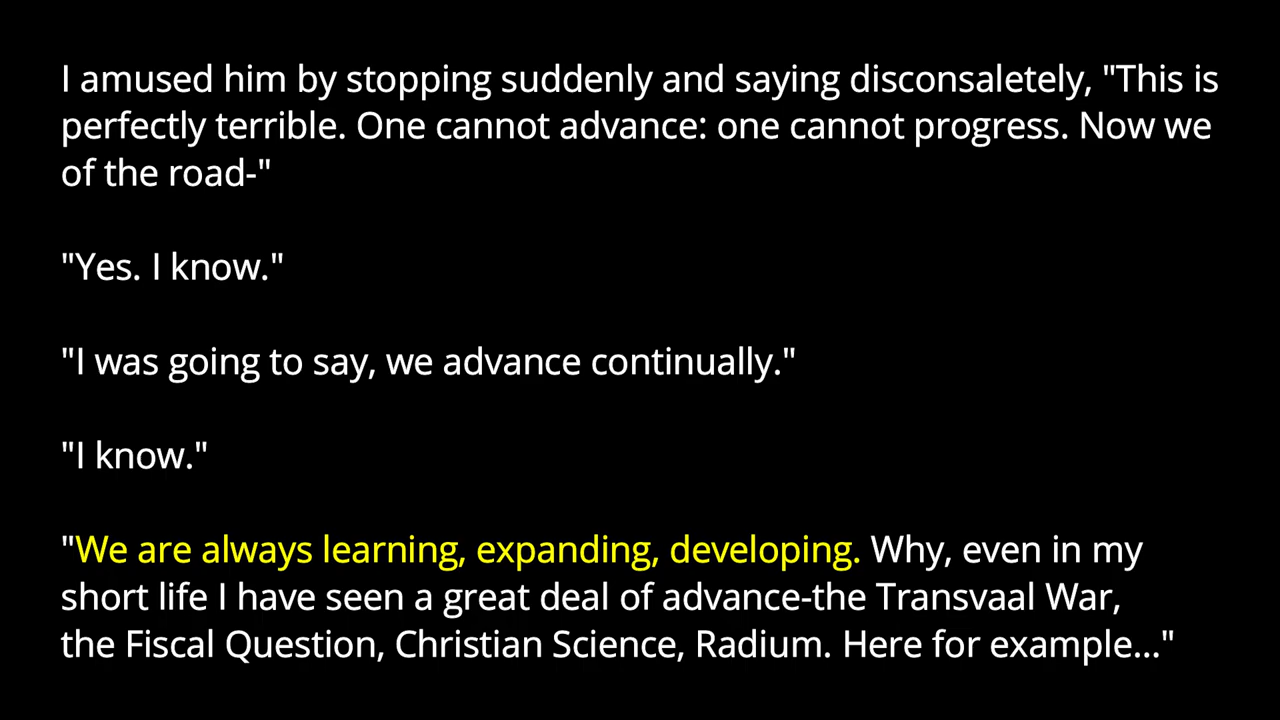 I amused him by stopping suddenly and saying disconsaletely, "This is
perfectly terrible. One cannot advance: one cannot progress. Now we
of the road-"
"Yes. I know."
"I was going to say, we advance continually."
"I know."
"We are always learning, expanding, developing. Why, even in my
short life I have seen a great deal of advance-the Transvaal War,
the Fiscal Question, Christian Science, Radium. Here for example..."